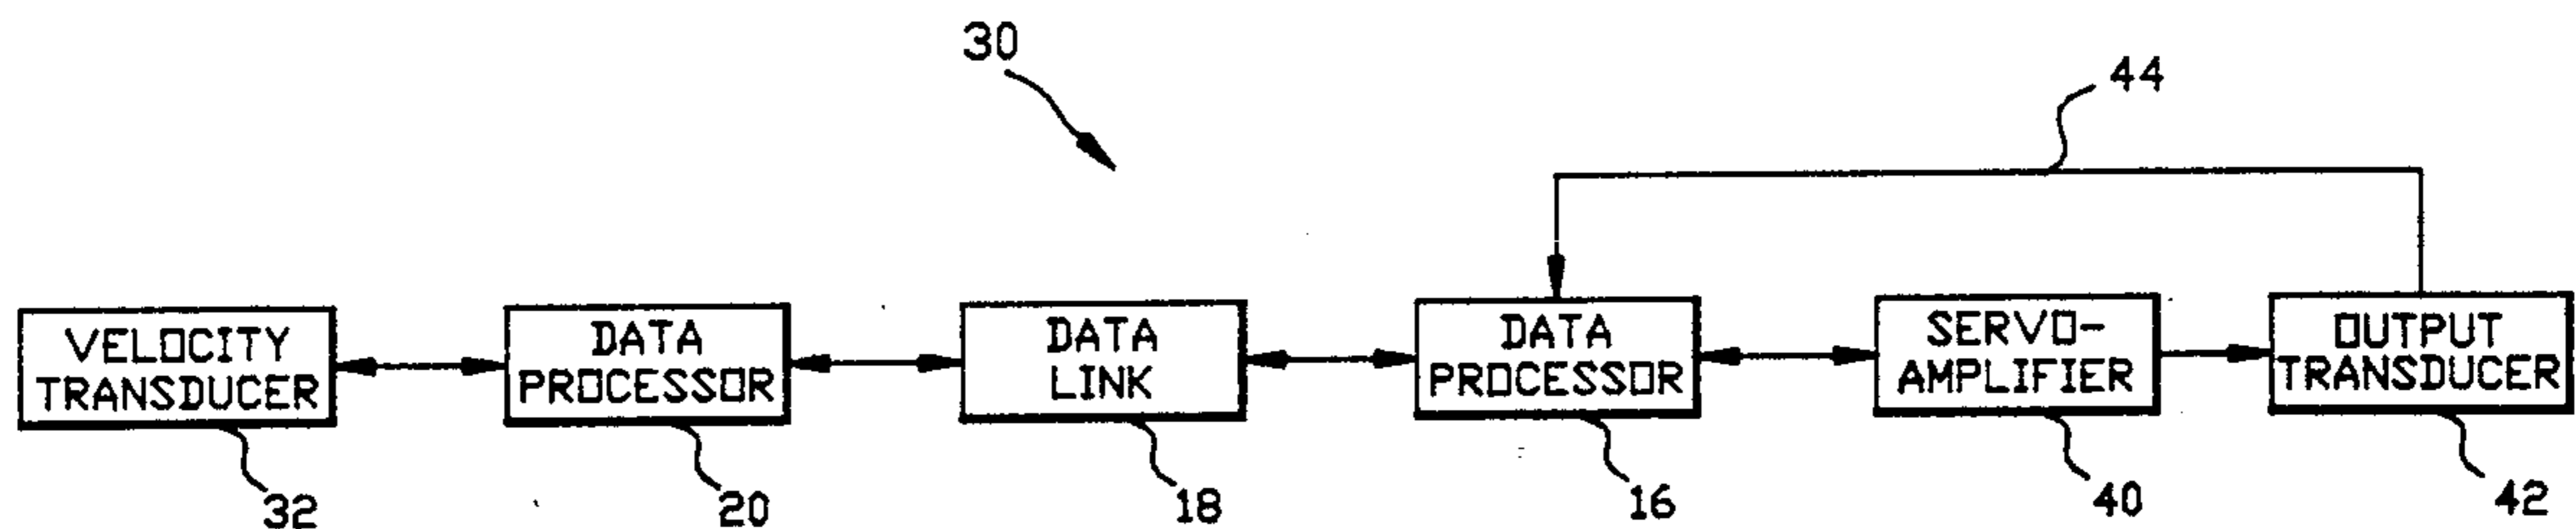 30
44
VELOCITY
TRANSDUCER
DATA
PROCESSOR
DATA
LINK
DATA
PROCESSOR
SERVO-
AMPLIFIER
OUTPUT
TRANSDUCER
32
20
18
16
40
42